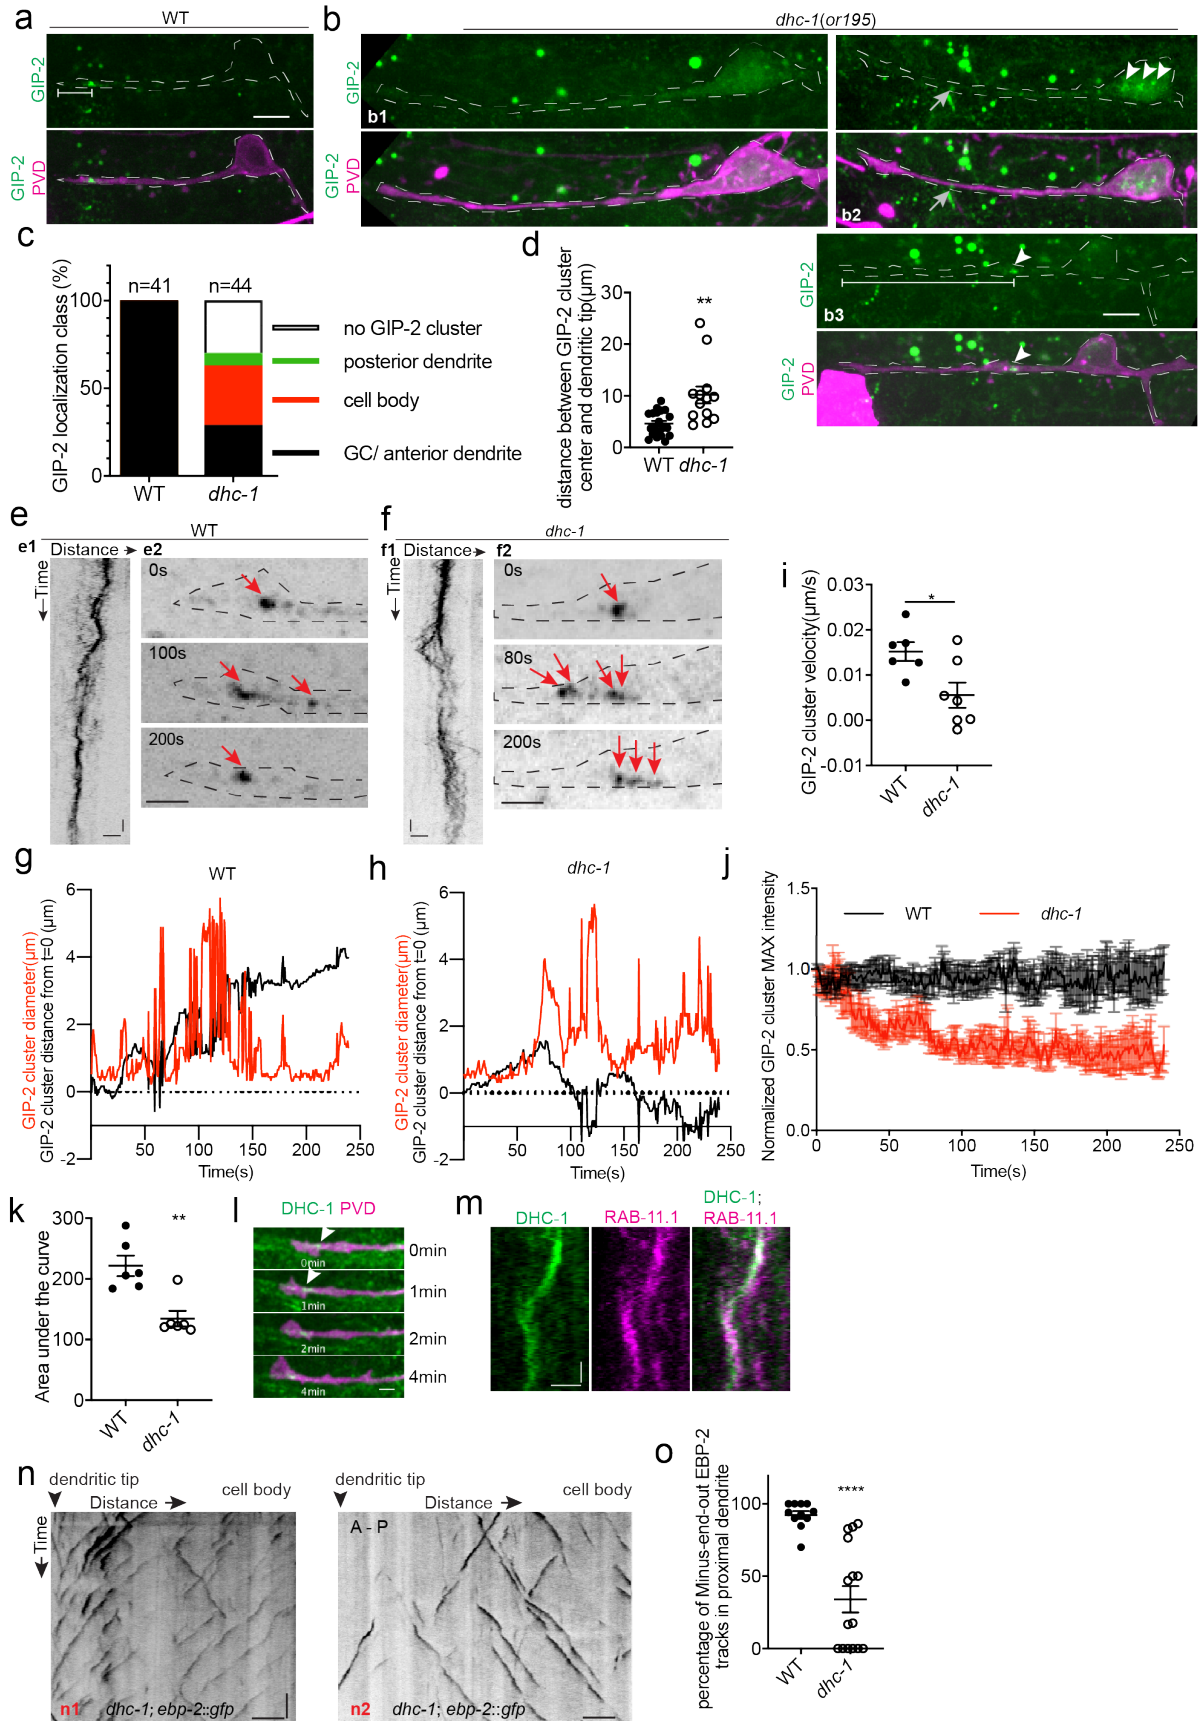 a
WT
b
dhc-1(or195)
GIP-2
GIP-2
b1
GIP-2
PVD
GIP-2
PVD
b2
c
GIP-2 localization class (%)
n=41
n=44
100
50
0
WT
dhc-1
no GIP-2 cluster
posterior dendrite
cell body
GC/ anterior dendrite
d
distance between GIP-2 cluster
center and dendritic tip(µm)
30
20
10
0
WT
dhc-1
**
GIP-2
b3
GIP-2
PVD
e
WT
e1
Distance
e2
Time
0s
100s
200s
f
dhc-1
f1
Distance
f2
Time
0s
80s
200s
i
GIP-2 cluster velocity(µm/s)
0.03
0.02
0.01
0.00
-0.01
*
WT
dhc-1
g
WT
GIP-2 cluster diameter(µm)
GIP-2 cluster distance from t=0 (µm)
6
4
2
0
-2
50
100
150
200
250
Time(s)
h
dhc-1
GIP-2 cluster diameter(µm)
GIP-2 cluster distance from t=0 (µm)
6
4
2
0
-2
50
100
150
200
250
Time(s)
j
Normalized GIP-2 cluster MAX intensity
1.5
1.0
0.5
0.0
WT
dhc-1
0
50
100
150
200
250
Time(s)
k
Area under the curve
300
200
100
0
**
WT
dhc-1
l
DHC-1 PVD
0min
0min
1min
1min
2min
2min
4min
4min
m
DHC-1
RAB-11.1
DHC-1;
RAB-11.1
n
dendritic tip
Distance
cell body
Time
n1
dhc-1; ebp-2::gfp
dendritic tip
Distance
cell body
A - P
n2
dhc-1; ebp-2::gfp
o
percentage of Minus-end-out EBP-2
tracks in proximal dendrite
100
50
0
****
WT
dhc-1